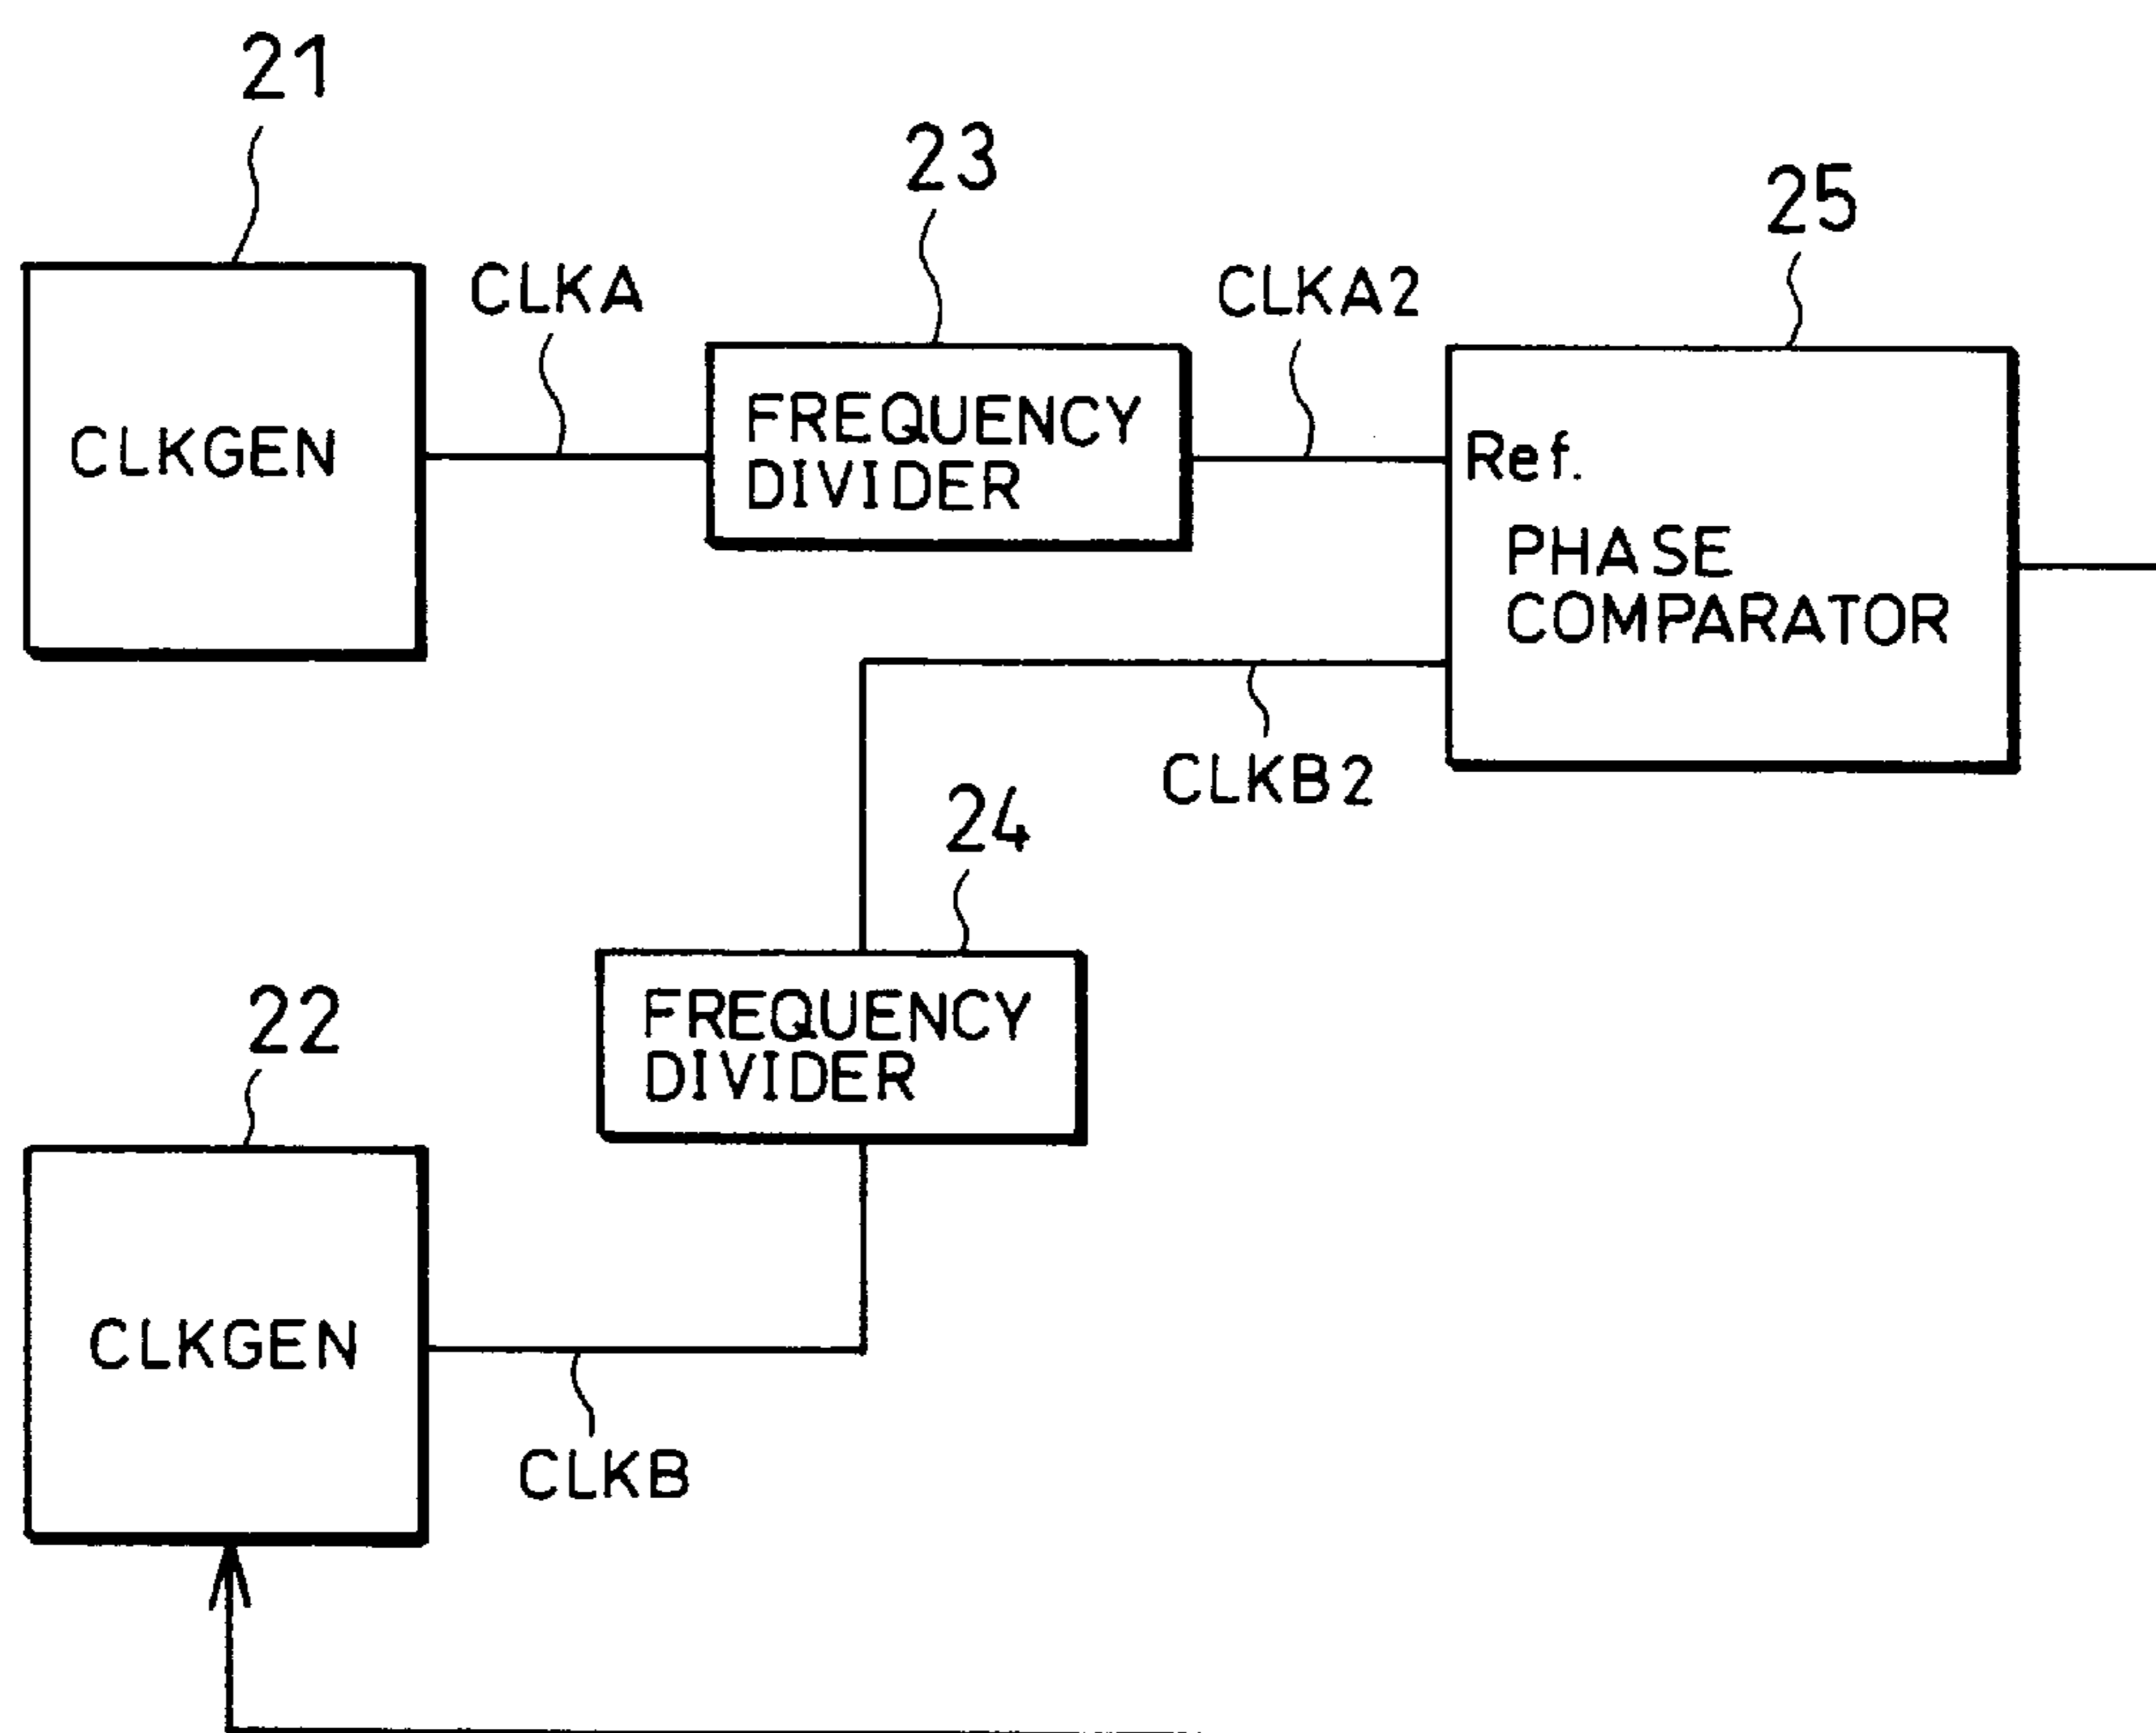 21
23
25
CLKA
CLKA2
CLKGEN
FREQUENCY
DIVIDER
Ref.
PHASE
COMPARATOR
CLKB2
24
22
FREQUENCY
DIVIDER
CLKGEN
CLKB